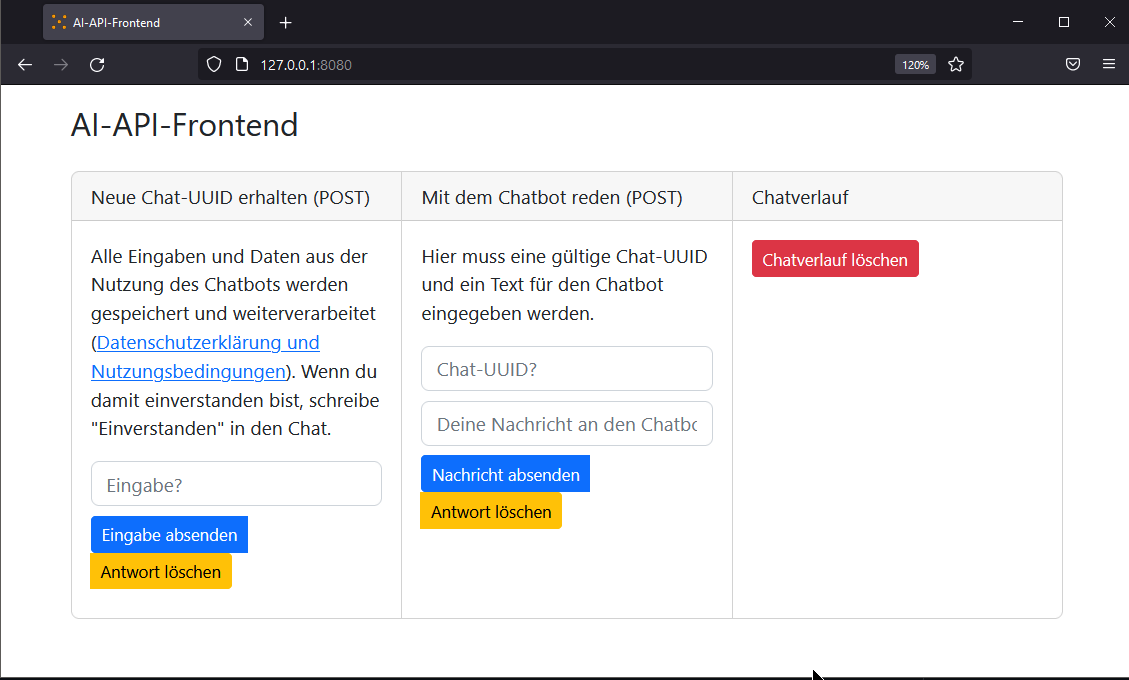 AI-API-Frontend
127.0.0.1:8080
120%
AI-API-Frontend
Neue Chat-UUID erhalten (POST)
Alle Eingaben und Daten aus der
Nutzung des Chatbots werden
gespeichert und weiterverarbeitet
(Datenschutzerklärung und
Nutzungsbedingungen). Wenn du
damit einverstanden bist, schreibe
"Einverstanden" in den Chat.
Eingabe?
Eingabe absenden
Antwort löschen
Mit dem Chatbot reden (POST)
Hier muss eine gültige Chat-UUID
und ein Text für den Chatbot
eingegeben werden.
Chat-UUID?
Deine Nachricht an den Chatbo
Nachricht absenden
Antwort löschen
Chatverlauf
Chatverlauf löschen